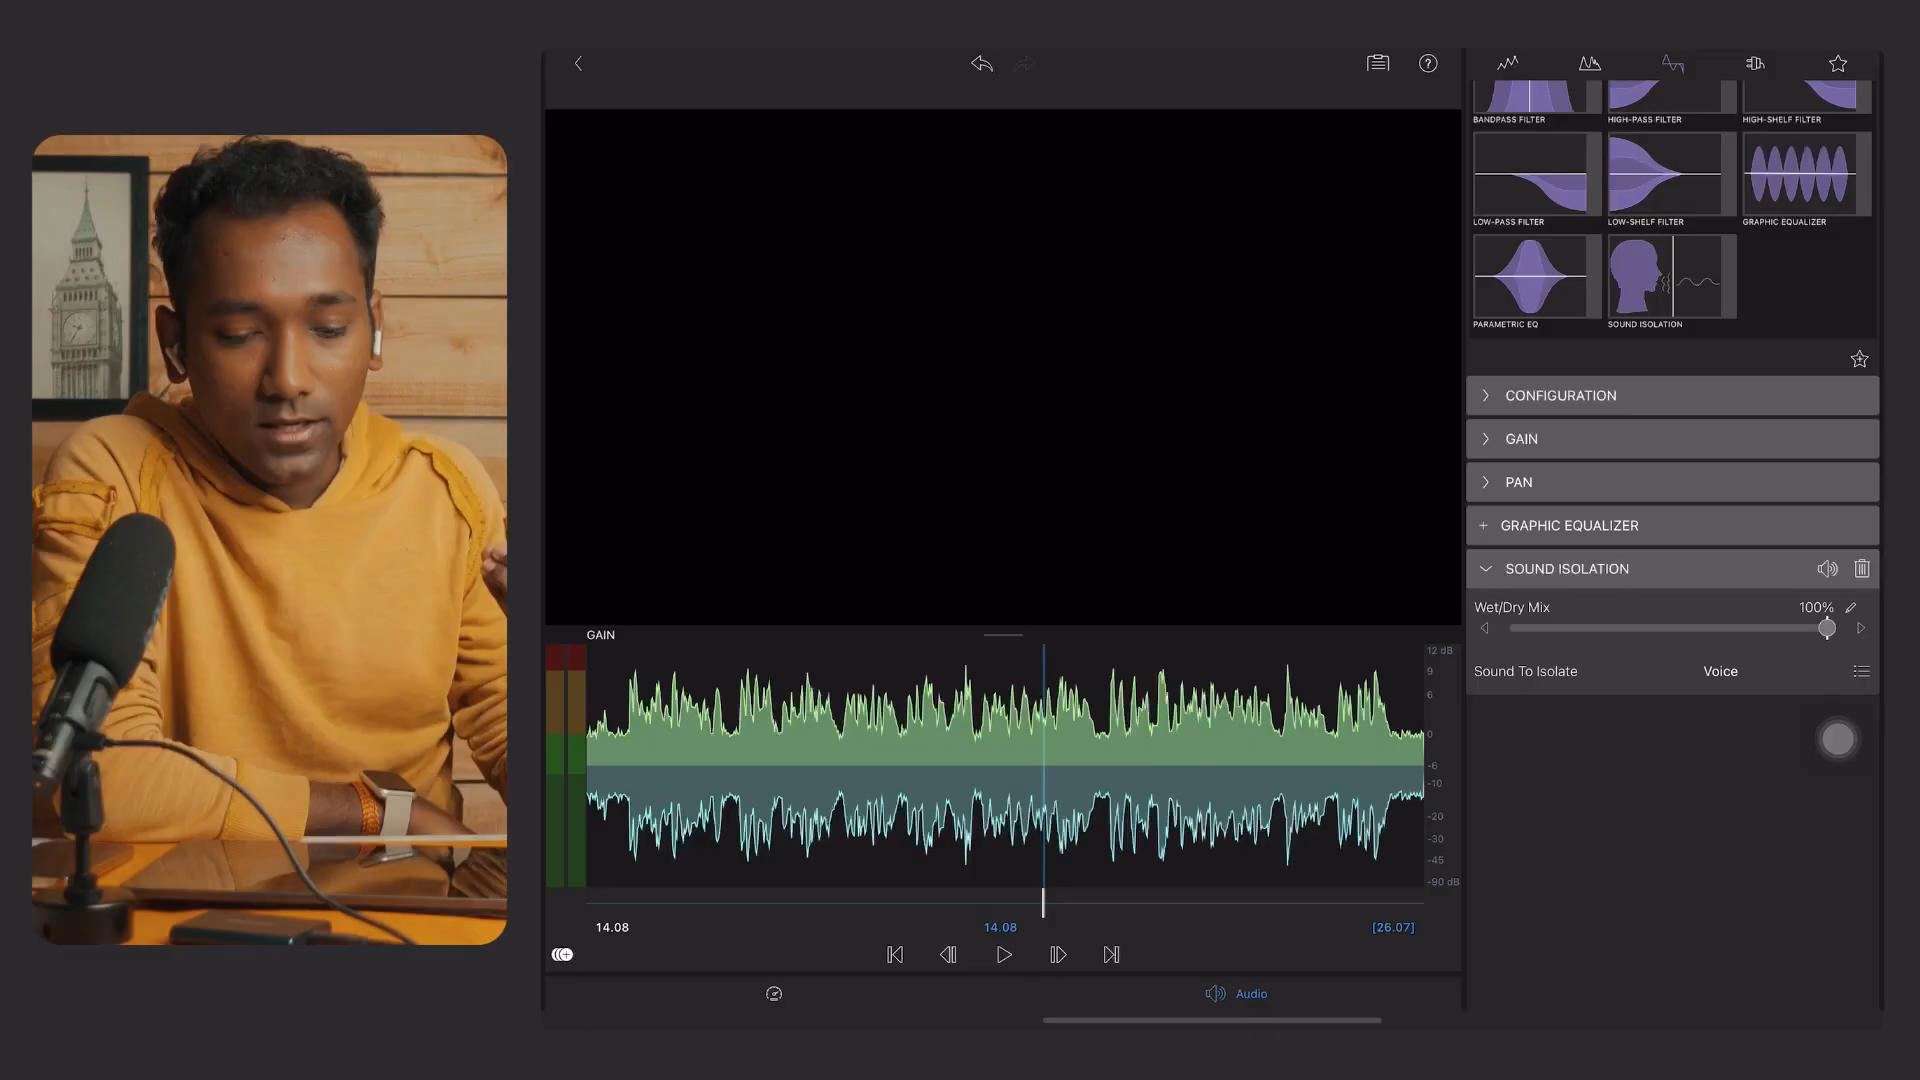 BANDPASS FILTER HIGH-PASS FILTER HIGH-SHELF FILTER
LOW-PASS FILTER LOW-SHELF FILTER GRAPHIC EQUALIZER
PARAMETRIC EQ SOUND ISOLATION
CONFIGURATION
GAIN
PAN
GRAPHIC EQUALIZER
SOUND ISOLATION
Wet/Dry Mix 100%
Sound To Isolate Voice
GAIN
12 dB
9
6
0
-6
-10
-20
-30
-45
-90 dB
14.08 14.08 [26.07]
Audio